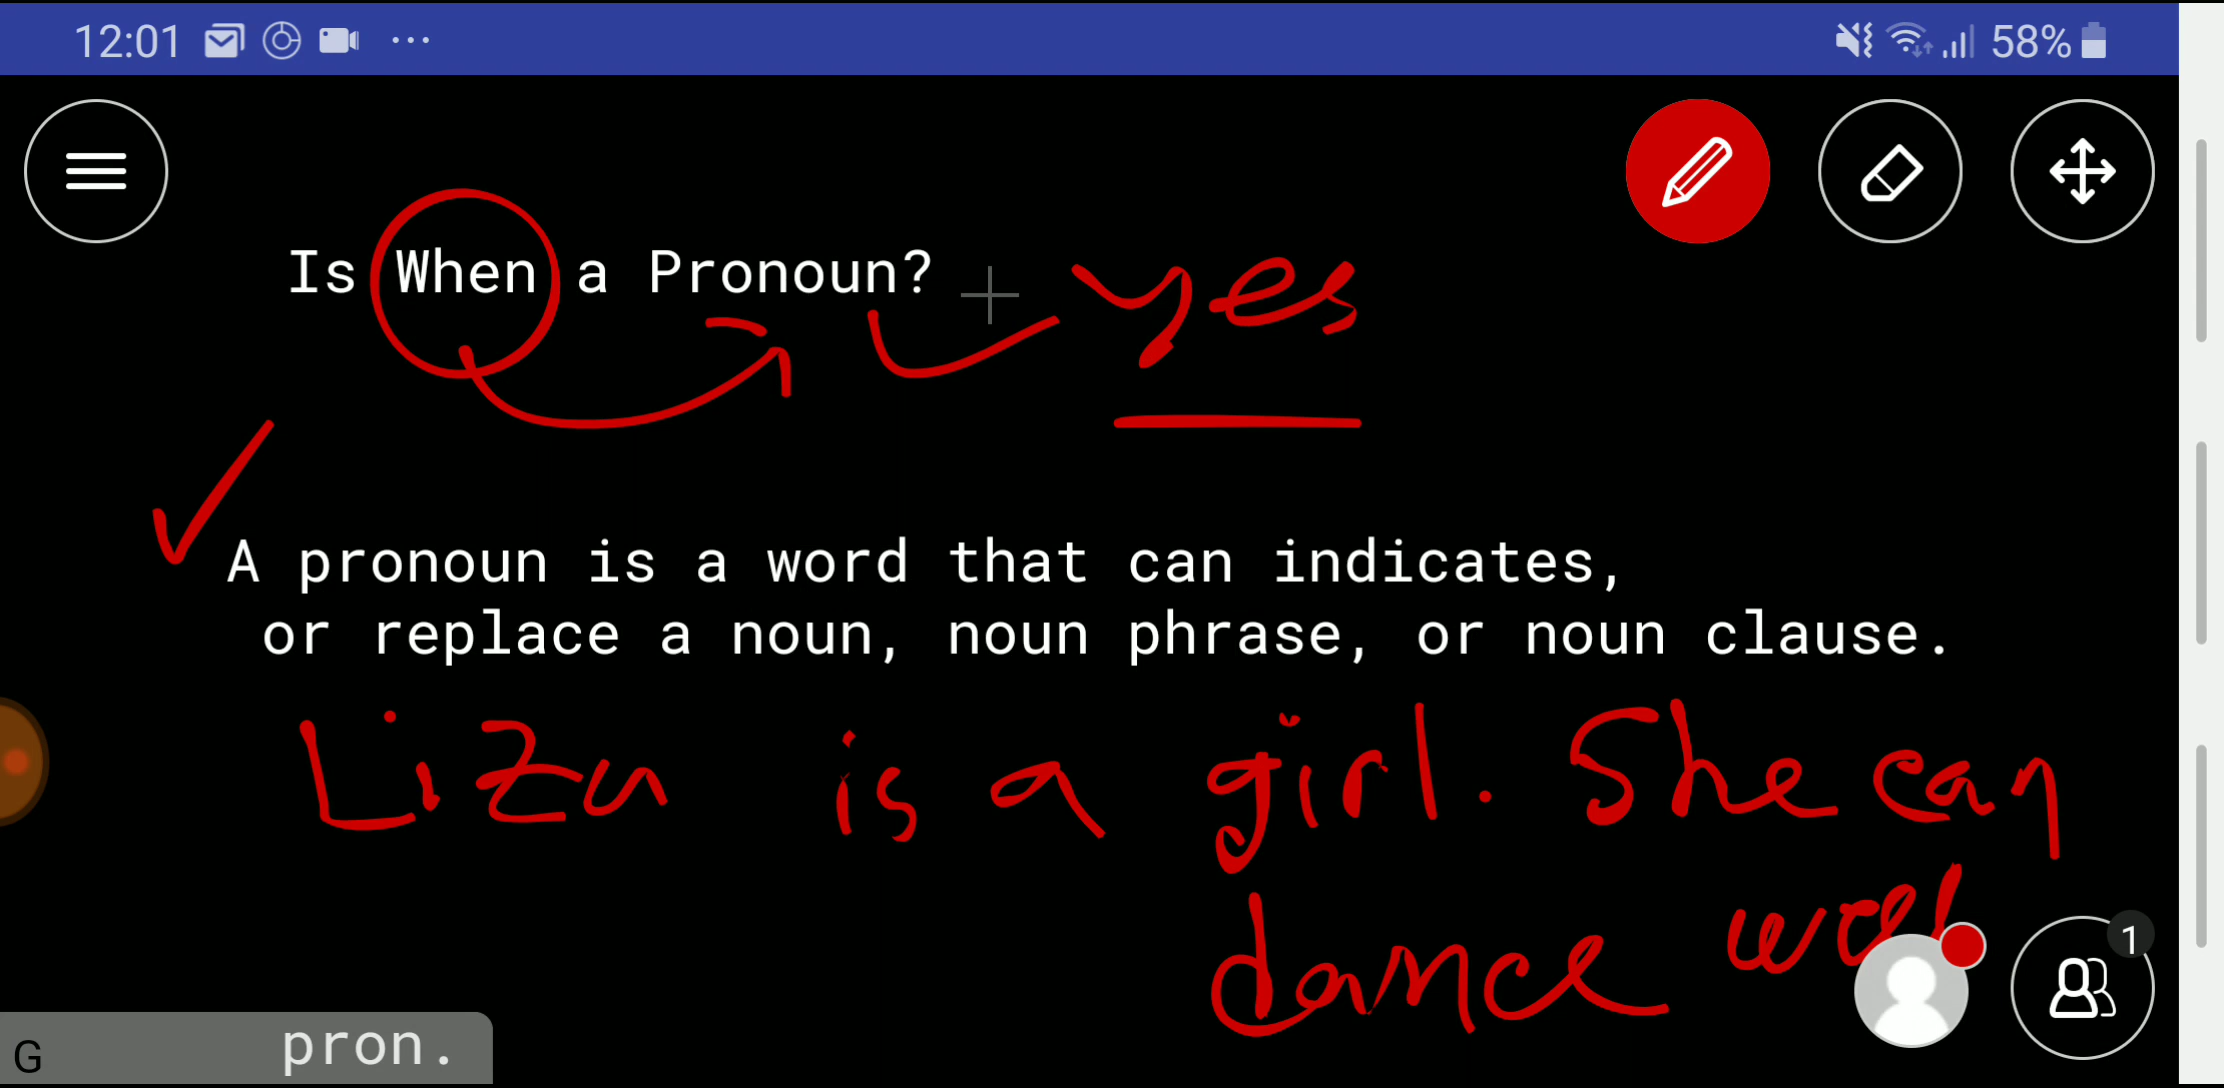 12:01 58%
Is When a Pronoun? yes
A pronoun is a word that can indicates,
or replace a noun, noun phrase, or noun clause.
Liza is a girl. She can
dance well
1
G pron.